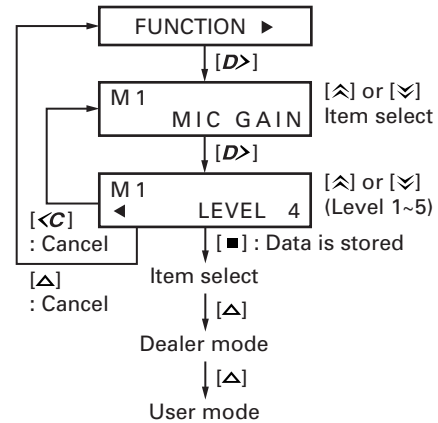 FUNCTION ▶
[D>]
M 1
MIC GAIN
[︽] or [︾]
Item select
[D>]
M 1
◀ LEVEL 4
[︽] or [︾]
(Level 1~5)
[<C]
: Cancel
[■] : Data is stored
[△]
: Cancel
Item select
[△]
Dealer mode
[△]
User mode